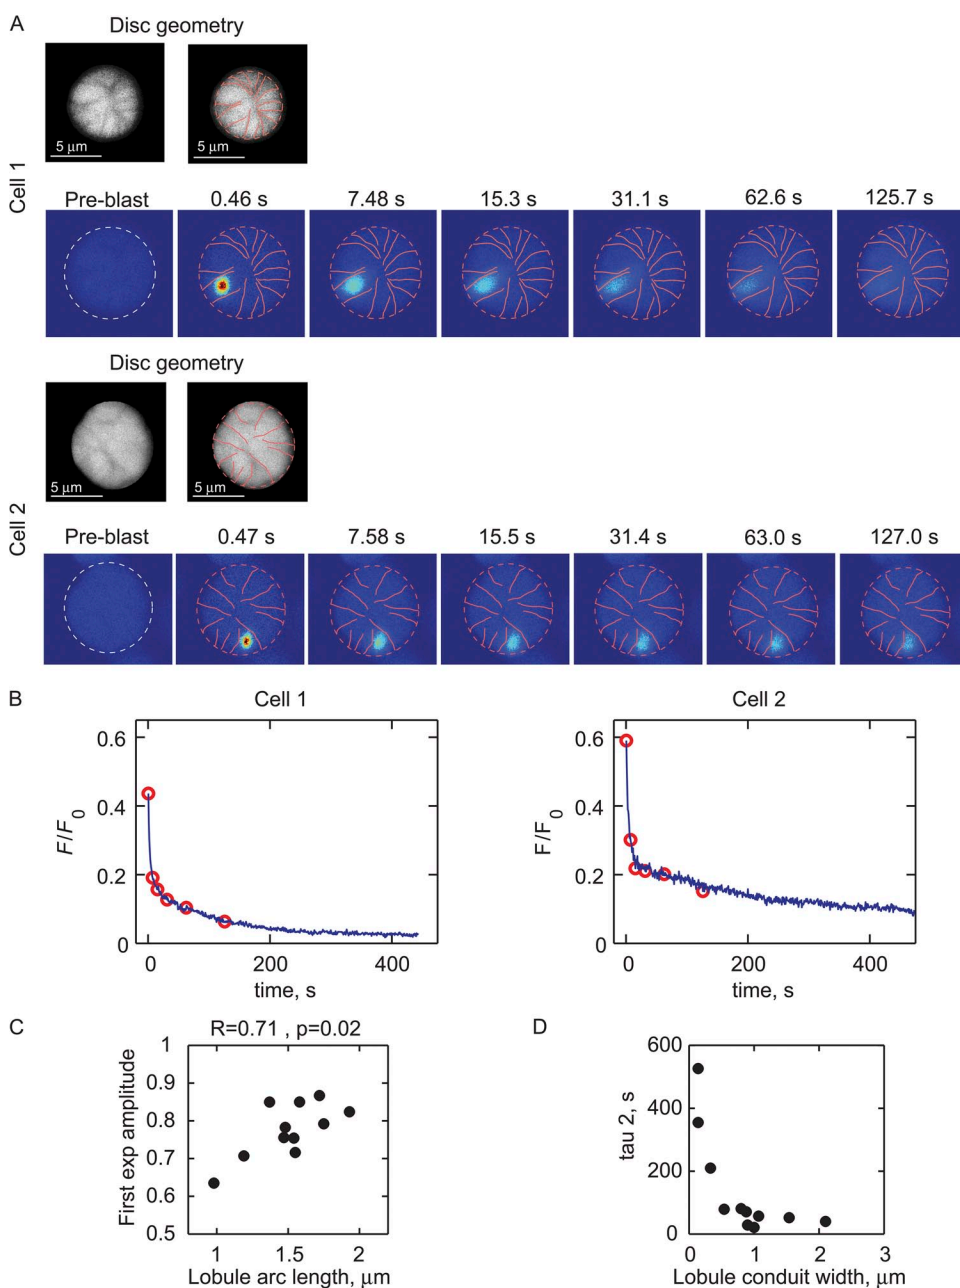 A
Disc geometry
5 μm
5 μm
Cell 1
Pre-blast
0.46 s
7.48 s
15.3 s
31.1 s
62.6 s
125.7 s
Disc geometry
5 μm
5 μm
Cell 2
Pre-blast
0.47 s
7.58 s
15.5 s
31.4 s
63.0 s
127.0 s
B
Cell 1
F/F0
0.6
0.4
0.2
0
0
200
400
time, s
Cell 2
F/F0
0.6
0.4
0.2
0
0
200
400
time, s
C
R=0.71 , p=0.02
First exp amplitude
1
0.9
0.8
0.7
0.6
0.5
1
1.5
2
Lobule arc length, μm
D
tau 2, s
600
400
200
0
0
1
2
3
Lobule conduit width, μm